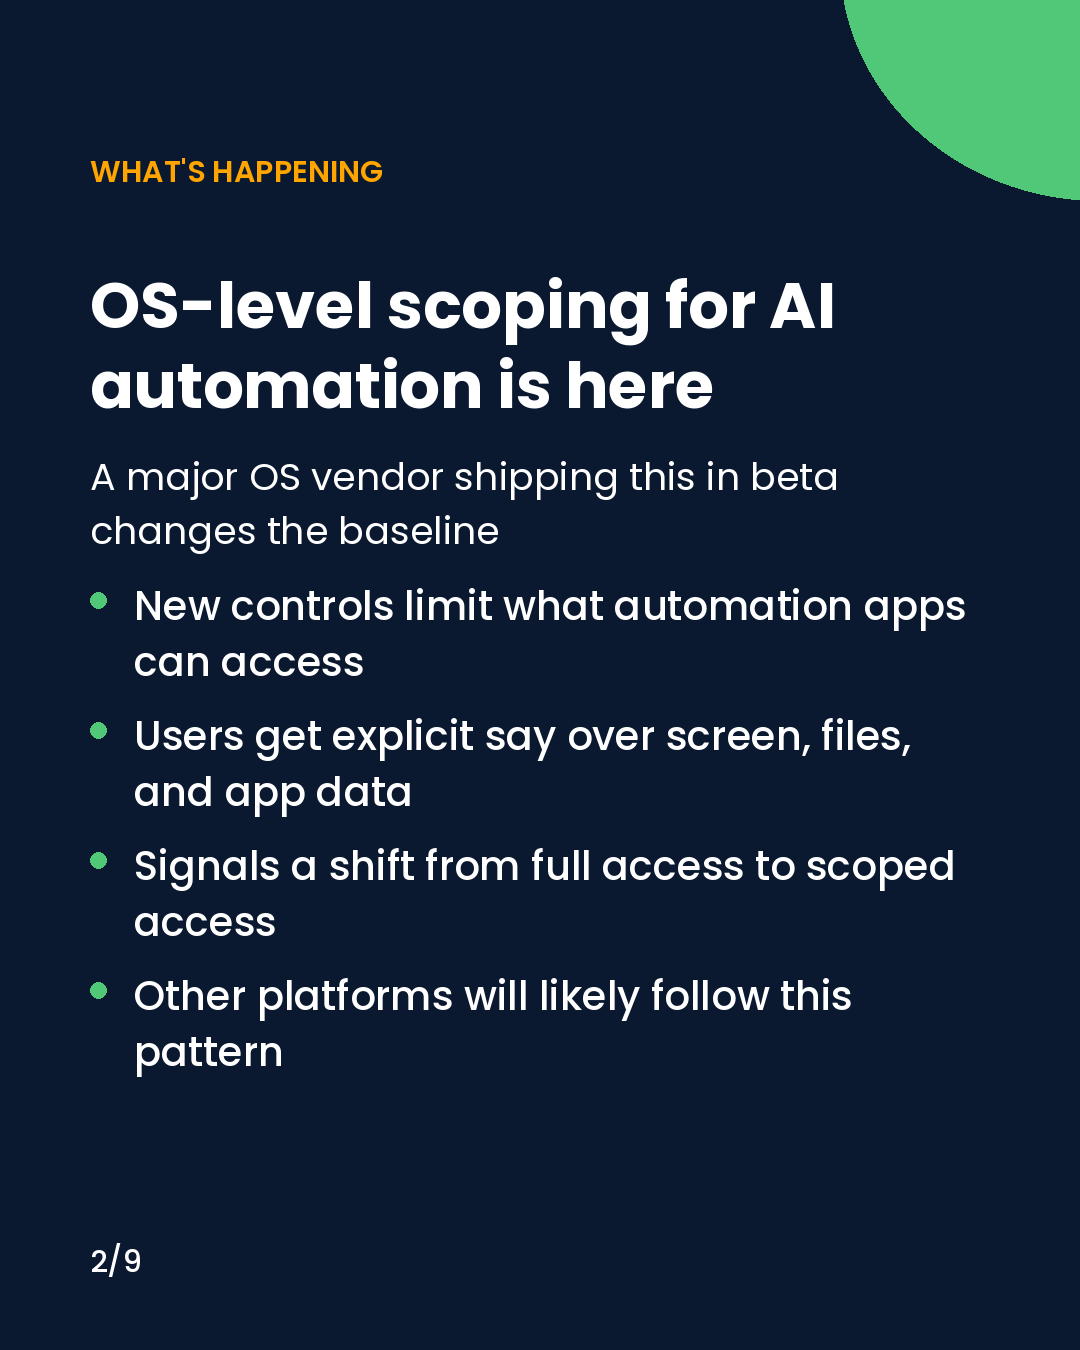 WHAT'S HAPPENING
OS-level scoping for AI
automation is here
A major OS vendor shipping this in beta
changes the baseline
New controls limit what automation apps
can access
Users get explicit say over screen, files,
and app data
Signals a shift from full access to scoped
access
Other platforms will likely follow this
pattern
2/9